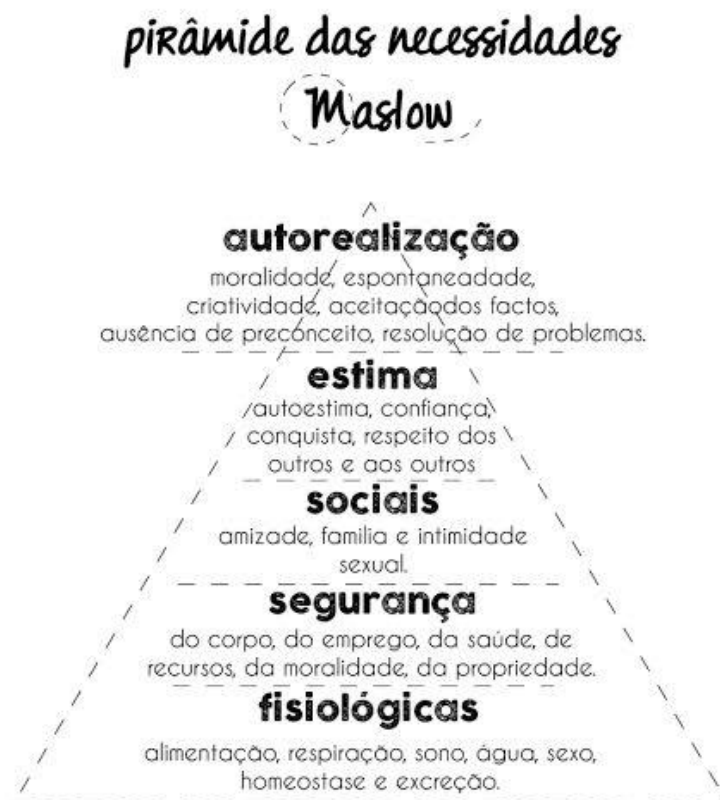 pirâmide das necessidades
Maslow
autorealização
moralidade, espontaneadade,
criatividade, aceitaçãodos factos,
ausência de preconceito, resolução de problemas.
estima
autoestima, confiança,
conquista, respeito dos
outros e aos outros
sociais
amizade, familia e intimidade
sexual.
segurança
do corpo, do emprego, da saúde, de
recursos, da moralidade, da propriedade.
fisiológicas
alimentação, respiração, sono, água, sexo,
homeostase e excreção.